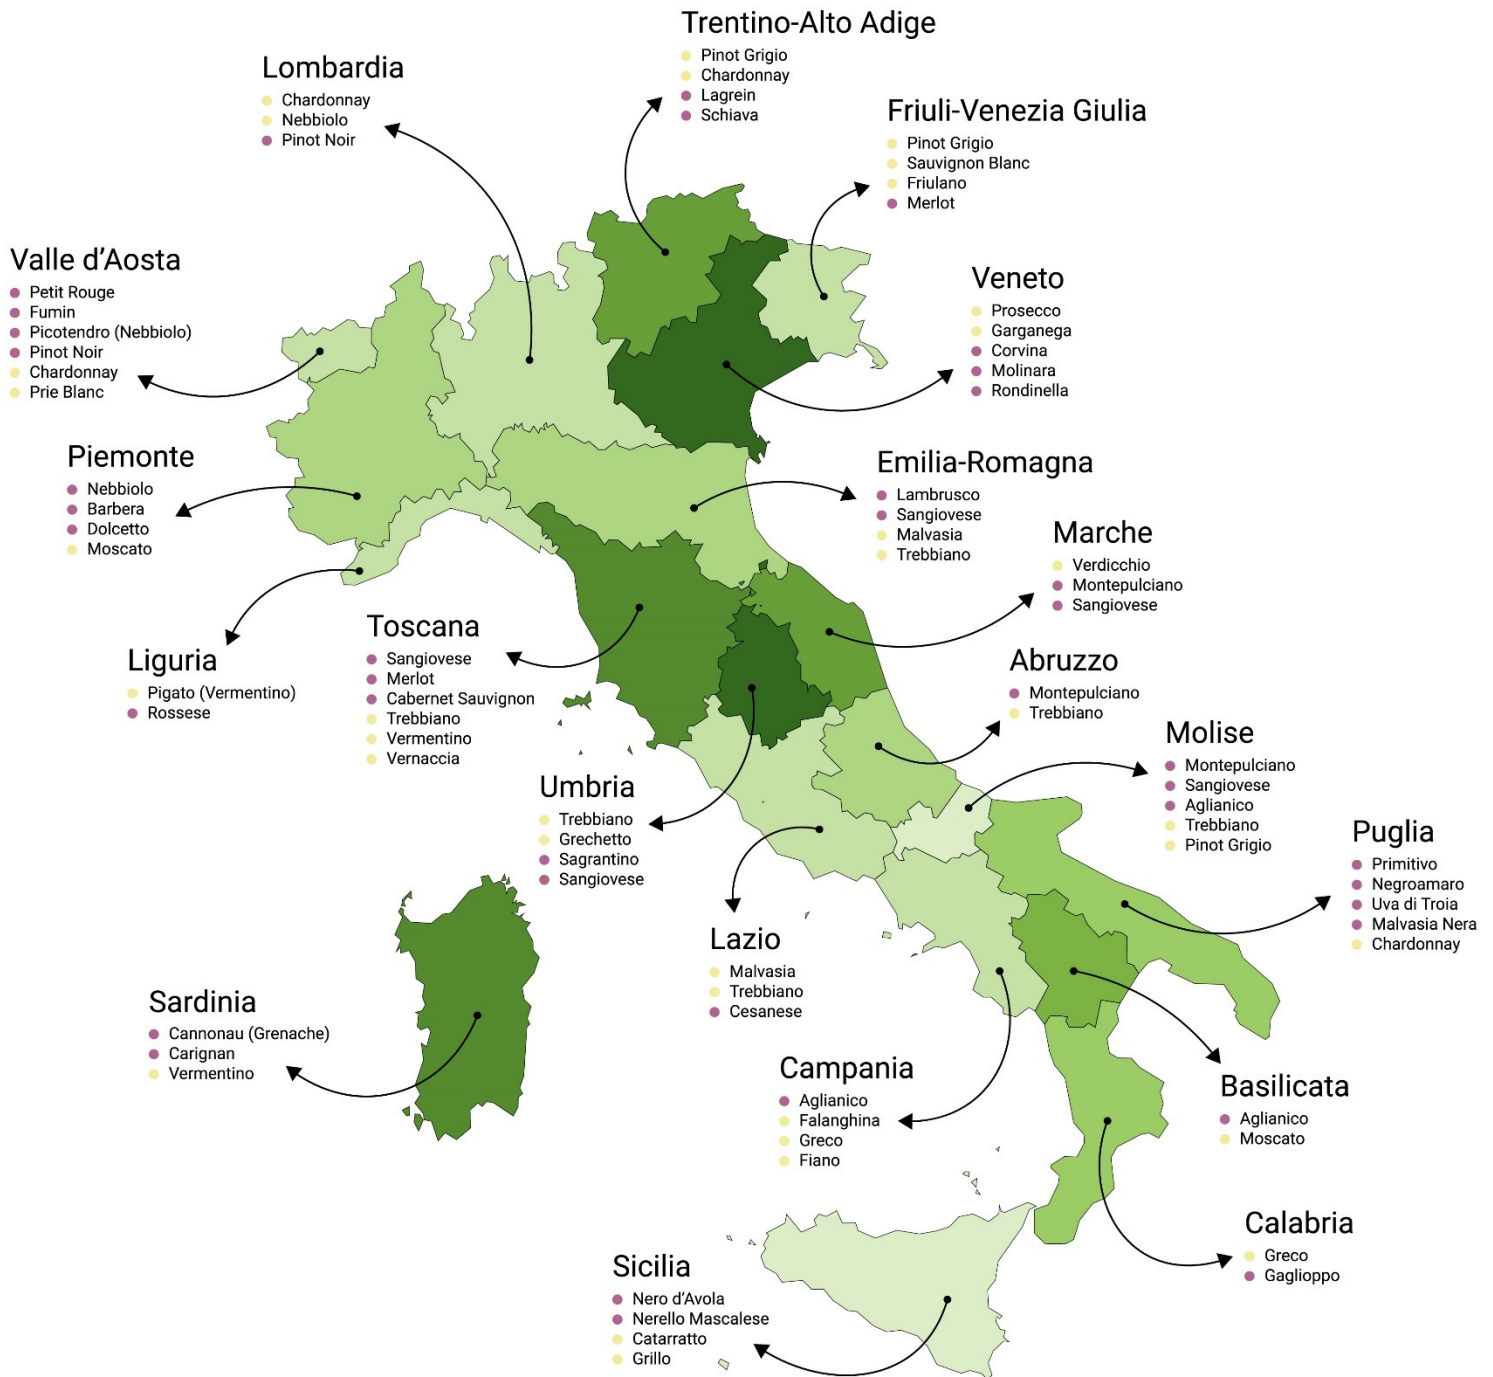 Trentino-Alto Adige
Pinot Grigio
Chardonnay
Lagrein
Schiava
Lombardia
Chardonnay
Nebbiolo
Pinot Noir
Friuli-Venezia Giulia
Pinot Grigio
Sauvignon Blanc
Friulano
Merlot
Valle d'Aosta
Petit Rouge
Fumin
Picotendro (Nebbiolo)
Pinot Noir
Chardonnay
Prie Blanc
Veneto
Prosecco
Garganega
Corvina
Molinara
Rondinella
Piemonte
Nebbiolo
Barbera
Dolcetto
Moscato
Emilia-Romagna
Lambrusco
Sangiovese
Malvasia
Trebbiano
Marche
Verdicchio
Montepulciano
Sangiovese
Liguria
Pigato (Vermentino)
Rossese
Toscana
Sangiovese
Merlot
Cabernet Sauvignon
Trebbiano
Vermentino
Vernaccia
Abruzzo
Montepulciano
Trebbiano
Molise
Montepulciano
Sangiovese
Aglianico
Trebbiano
Pinot Grigio
Umbria
Trebbiano
Grechetto
Sagrantino
Sangiovese
Puglia
Primitivo
Negroamaro
Uva di Troia
Malvasia Nera
Chardonnay
Lazio
Malvasia
Trebbiano
Cesanese
Sardinia
Cannonau (Grenache)
Carignan
Vermentino
Campania
Aglianico
Falanghina
Greco
Fiano
Basilicata
Aglianico
Moscato
Calabria
Greco
Gaglioppo
Sicilia
Nero d'Avola
Nerello Mascalese
Catarratto
Grillo